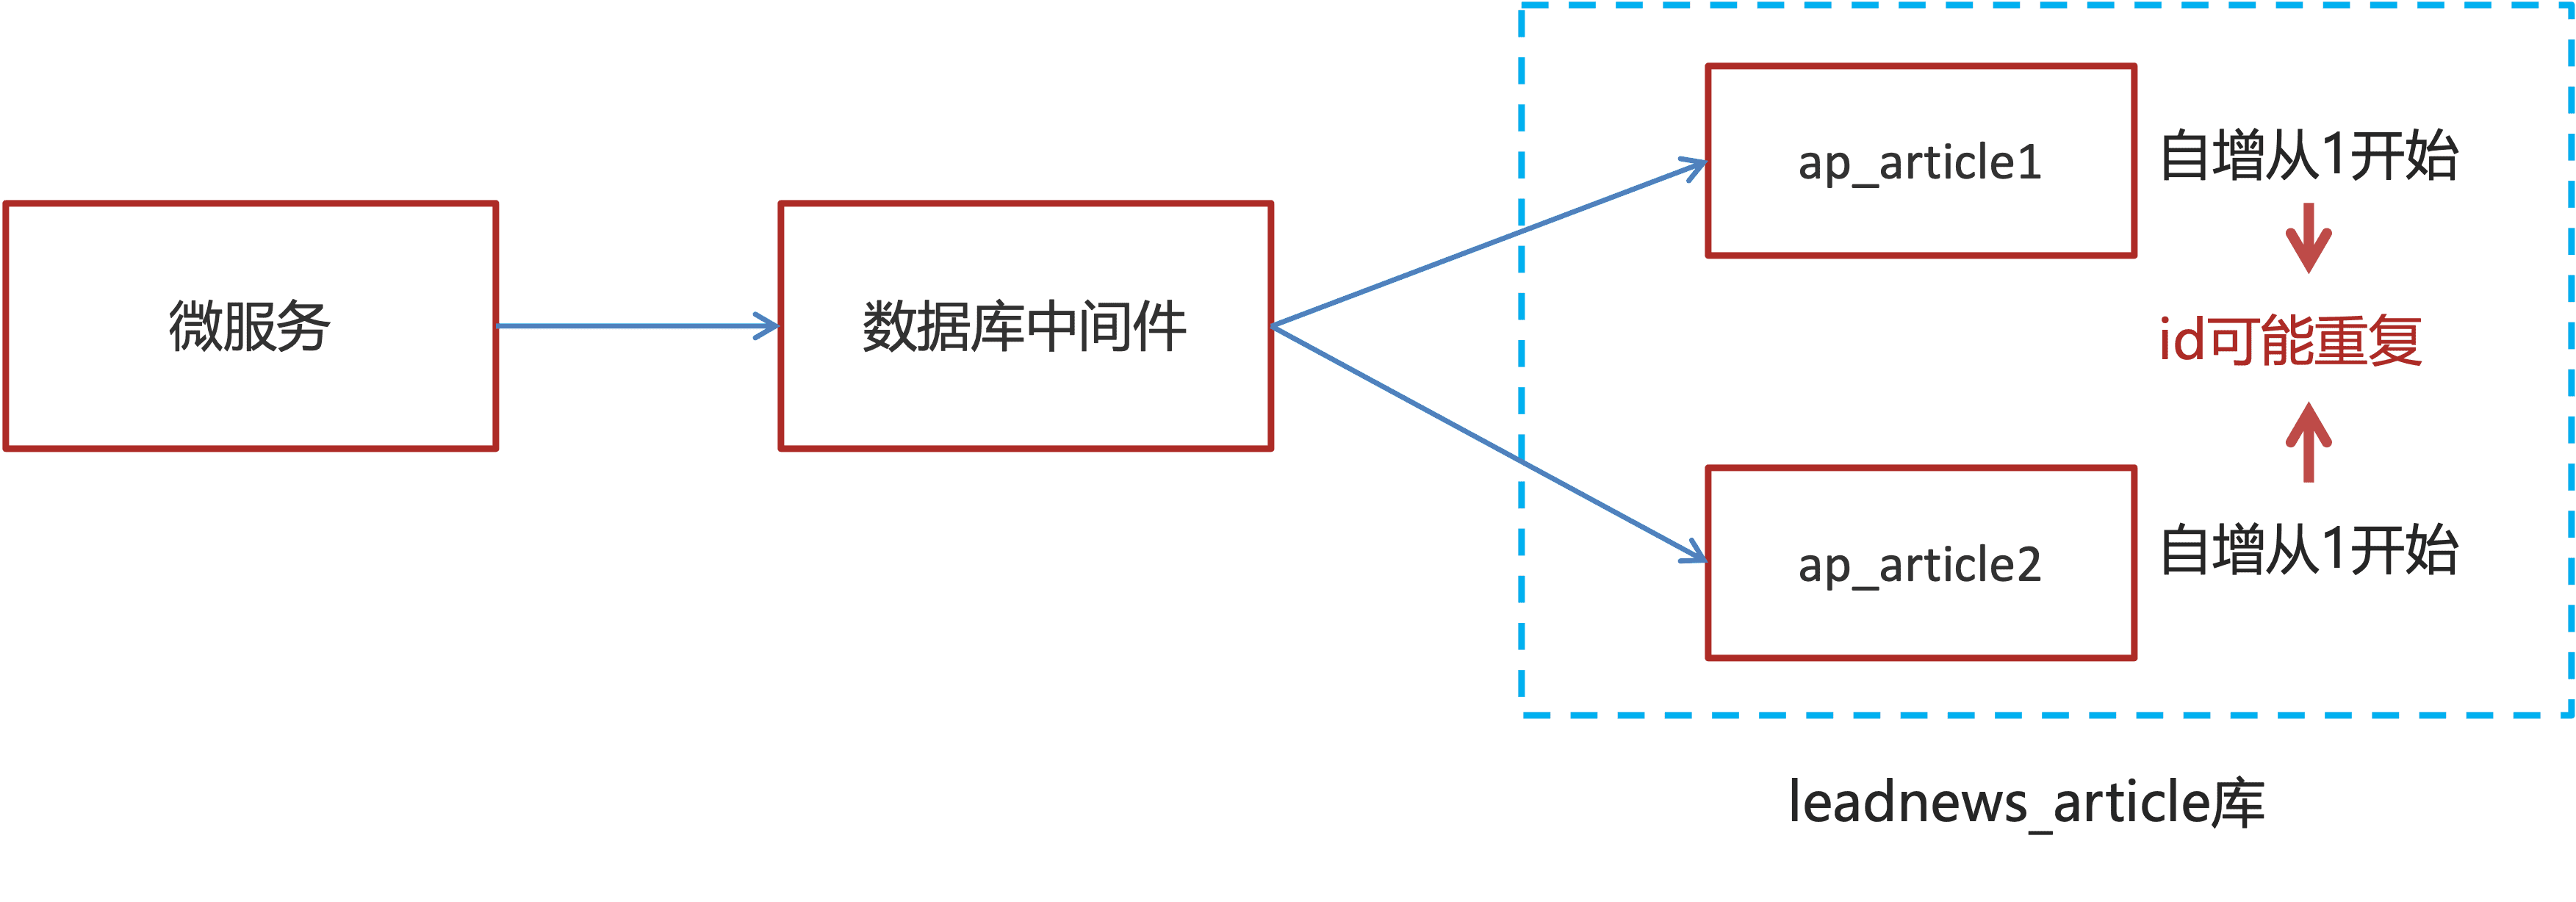 微服务
数据库中间件
ap_article1
自增从1开始
id可能重复
ap_article2
自增从1开始
leadnews_article库